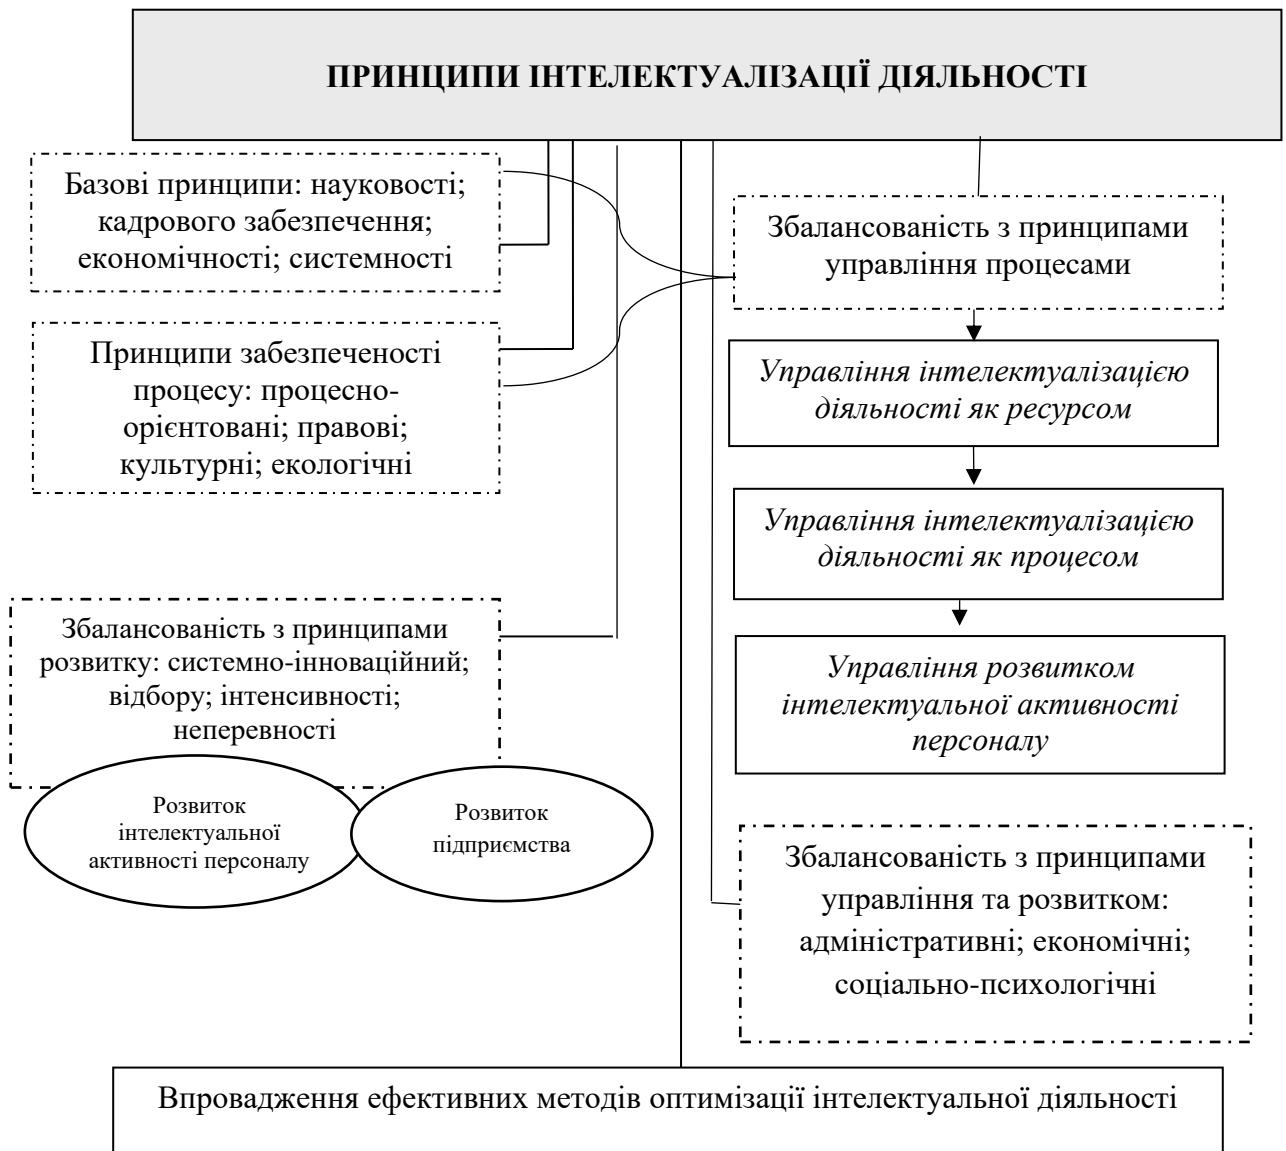 ПРИНЦИПИ ІНТЕЛЕКТУАЛІЗАЦІЇ ДІЯЛЬНОСТІ
Базові принципи: науковості;
кадрового забезпечення;
економічності; системності
Принципи забезпеченості
процесу: процесно-
орієнтовані; правові;
культурні; екологічні
Збалансованість з принципами
розвитку: системно-інноваційний;
відбору; інтенсивності;
неперевності
Розвиток
інтелектуальної
активності персоналу
Розвиток
підприємства
Збалансованість з принципами
управління процесами
Управління інтелектуалізацією
діяльності як ресурсом
Управління інтелектуалізацією
діяльності як процесом
Управління розвитком
інтелектуальної активності
персоналу
Збалансованість з принципами
управління та розвитком:
адміністративні; економічні;
соціально-психологічні
Впровадження ефективних методів оптимізації інтелектуальної діяльності